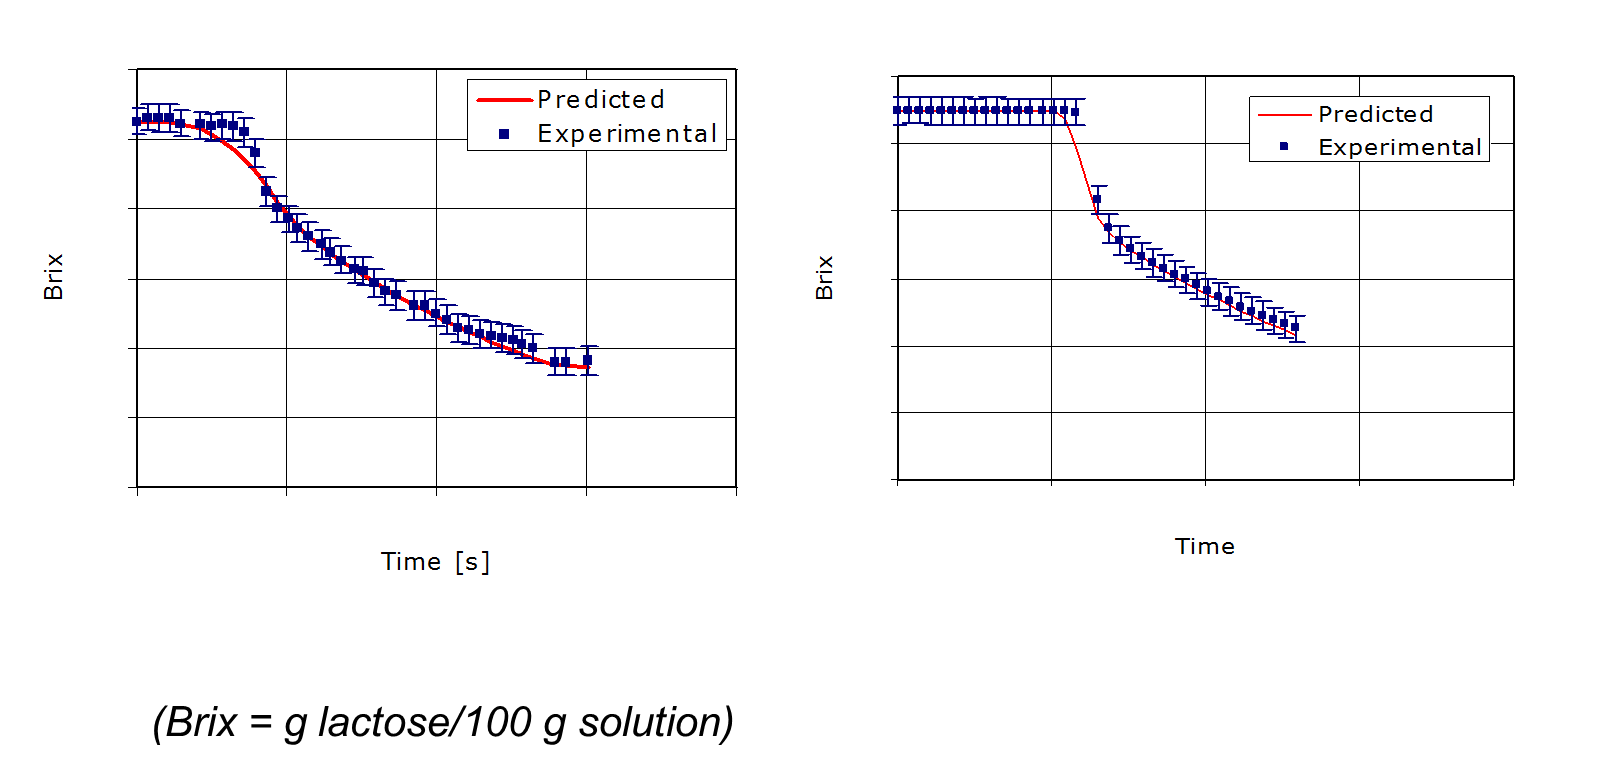 Predicted
Experimental
Brix
Time [s]
Predicted
Experimental
Brix
Time
(Brix = g lactose/100 g solution)